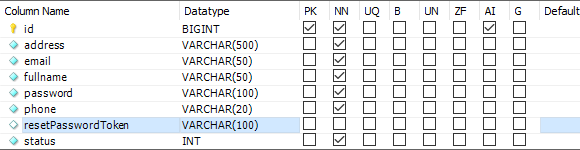 Column Name Datatype PK NN UQ B UN ZF AI G Default
id BIGINT
address VARCHAR(500)
email VARCHAR(50)
fullname VARCHAR(50)
password VARCHAR(100)
phone VARCHAR(20)
resetPasswordToken VARCHAR(100)
status INT